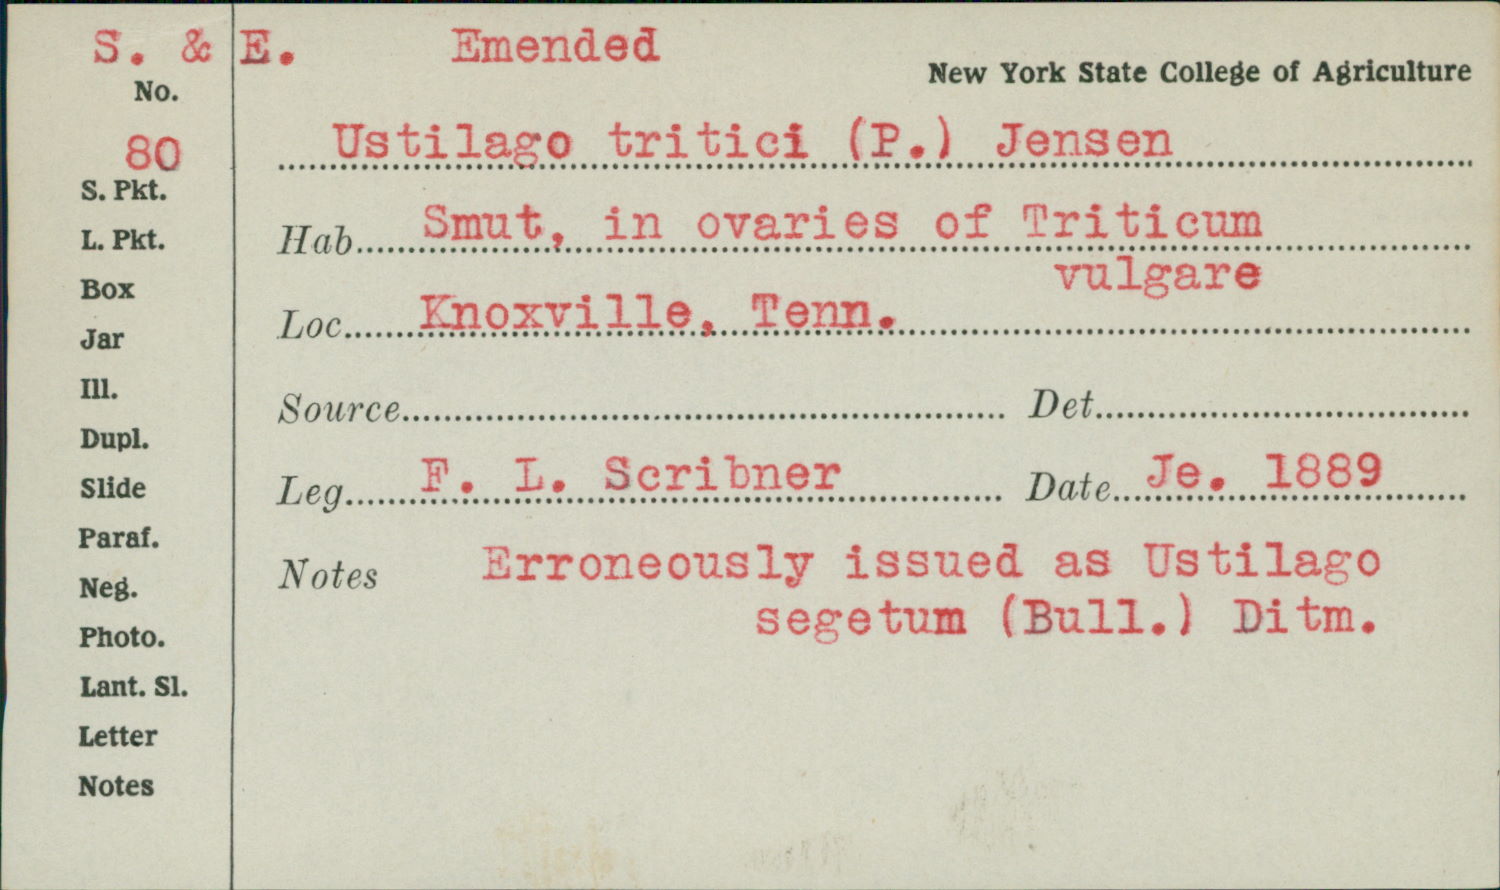 S. & E. Emended
New York State College of Agriculture
No.
80
Ustilago tritici (P.) Jensen
S. Pkt.
Hab. Smut, in ovaries of Triticum
vulgare
L. Pkt.
Box
Loc. Knoxville, Tenn.
Jar
Ill.
Source Det.
Dupl.
Slide
Leg. F. L. Scribner Date Je. 1889
Paraf.
Neg.
Notes Erroneously issued as Ustilago
segetum (Bull.) Ditm.
Photo.
Lant. Sl.
Letter
Notes